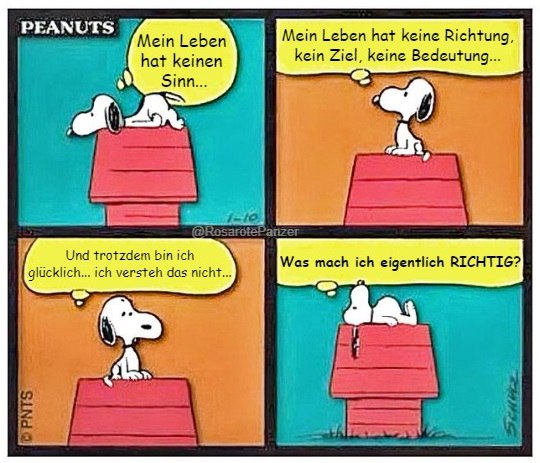 PEANUTS
Mein Leben
hat keinen
Sinn...
1-10
Mein Leben hat keine Richtung,
kein Ziel, keine Bedeutung...
@RosarotePanzer
Und trotzdem bin ich
glücklich... ich versteh das nicht...
© PNTS
Was mach ich eigentlich RICHTIG?
SCHULZ